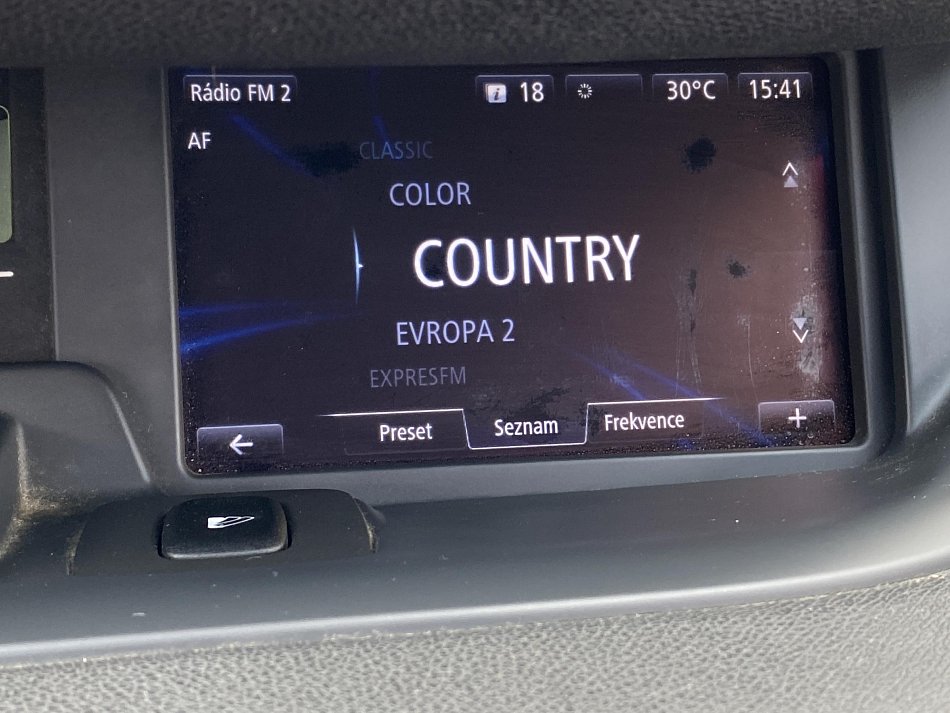 Rádio FM 2
i 18
30°C
15:41
AF
CLASSIC
COLOR
COUNTRY
EVROPA 2
EXPRESFM
Preset
Seznam
Frekvence
+